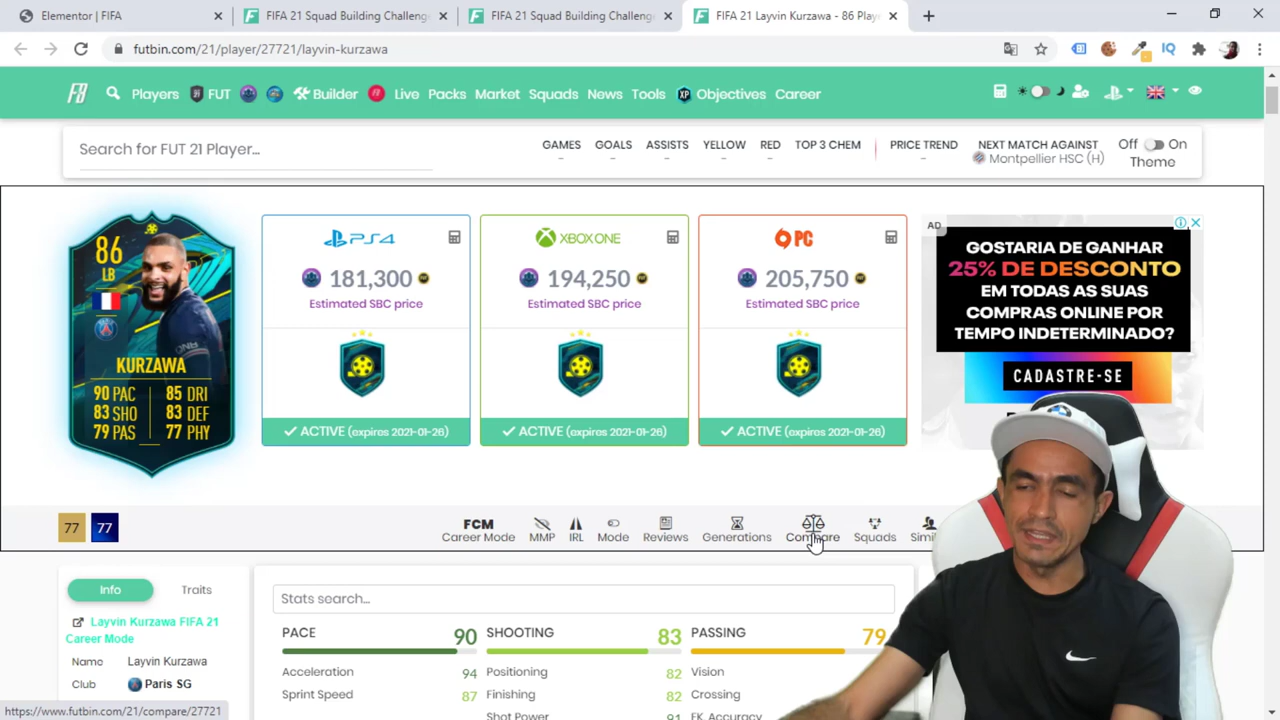 Elementor | FIFA
FIFA 21 Squad Building Challeng
FIFA 21 Squad Building Challeng
FIFA 21 Layvin Kurzawa - 86 Play
futbin.com/21/player/27721/layvin-kurzawa
IQ
F8 Players FUT Builder Live Packs Market Squads News Tools XP Objectives Career
Search for FUT 21 Player...
GAMES GOALS ASSISTS YELLOW RED TOP 3 CHEM PRICE TREND NEXT MATCH AGAINST Off On
- - - - - - Montpellier HSC (H) Theme
86
LB
KURZAWA
90 PAC 85 DRI
83 SHO 83 DEF
79 PAS 77 PHY
PS4
181,300
Estimated SBC price
ACTIVE (expires 2021-01-26)
XBOX ONE
194,250
Estimated SBC price
ACTIVE (expires 2021-01-26)
PC
205,750
Estimated SBC price
ACTIVE (expires 2021-01-26)
AD
GOSTARIA DE GANHAR
25% DE DESCONTO
EM TODAS AS SUAS
COMPRAS ONLINE POR
TEMPO INDETERMINADO?
CADASTRE-SE
77 77
FCM
Career Mode MMP IRL Mode Reviews Generations Compare Squads Simil
Info Traits
Layvin Kurzawa FIFA 21
Career Mode
Name Layvin Kurzawa
Club Paris SG
Stats search...
PACE 90 SHOOTING 83 PASSING 79
Acceleration 94 Positioning 82 Vision
Sprint Speed 87 Finishing 82 Crossing
Shot Power 91 FK Accuracy
https://www.futbin.com/21/compare/27721